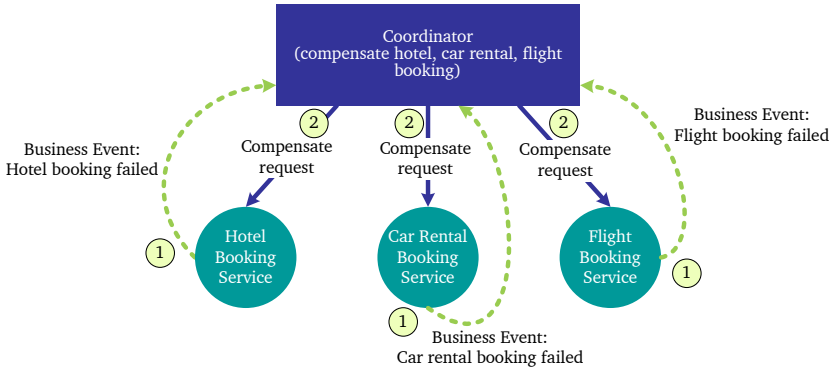 Coordinator
(compensate hotel, car rental, flight
booking)
2
2
2
Business Event:
Hotel booking failed
Compensate
request
Compensate
request
Compensate
request
Business Event:
Flight booking failed
1
Hotel
Booking
Service
Car Rental
Booking
Service
Flight
Booking
Service
1
1
Business Event:
Car rental booking failed